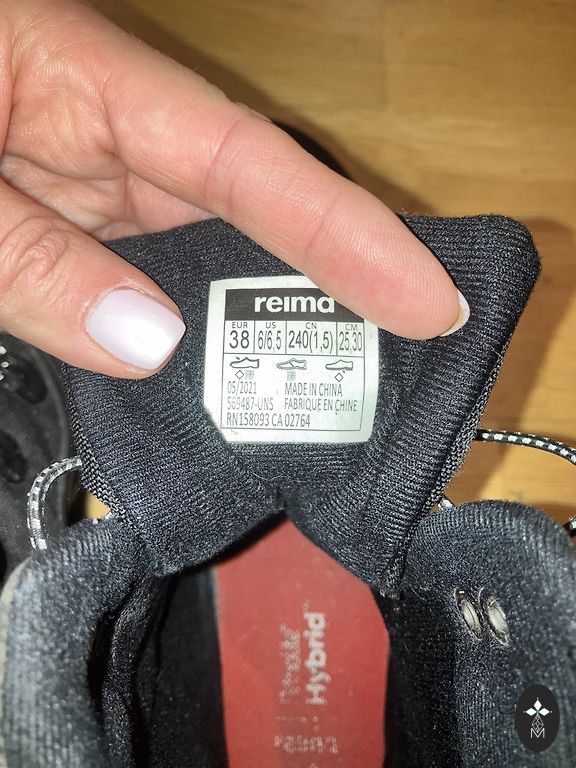 reima
EUR US CN CM
38 6/6.5 240(1,5) 25,30
05/2021 MADE IN CHINA
569487-UNS FABRIQUE EN CHINE
RN158093 CA 02764
Hybrid
M